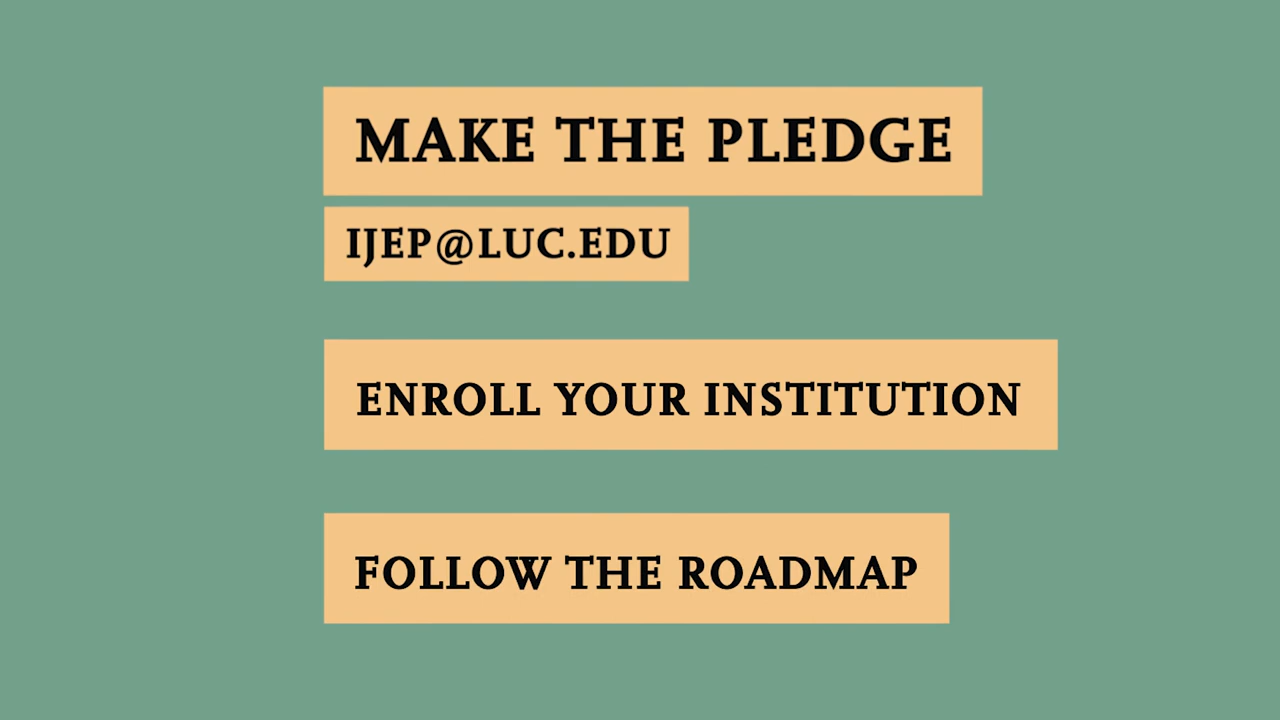 MAKE THE PLEDGE
IJEP@LUC.EDU
ENROLL YOUR INSTITUTION
FOLLOW THE ROADMAP